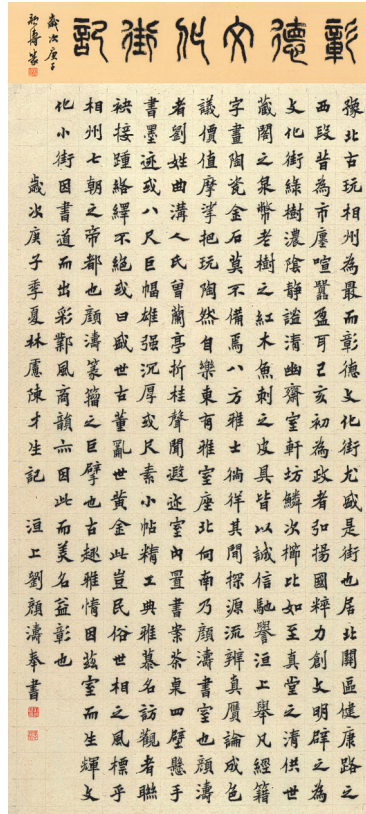 彰德文化街記
歲次庚子
豫北古玩相州為最而彰德文化街尤盛是街也居北關區健康路之
西段昔為市廛喧囂盈耳己亥初為政者弘揚國粹力創文明辟之為
文化街綠樹濃陰靜謐清幽齋室軒坊鱗次櫛比如至真堂之清供世
藏閣之泉幣老樹之紅木魚刺之皮具皆以誠信馳譽洹上舉凡經籍
字畫陶瓷金石莫不備焉八方雅士徜徉其間探源流辨真贋論成色
議價值摩挲把玩陶然自樂東有雅室座北向南乃顏濤書室也顏濤
者劉姓曲溝人氏曾蘭亭折桂聲聞遐迩室內置書案茶桌四壁懸手
書墨迹或八尺巨幅雄强沉厚或尺素小帖精工典雅慕名訪觀者聯
袂接踵絡繹不絕或曰盛世古董亂世黃金此豈民俗世相之風標乎
相州七朝之帝都也顏濤篆籀之巨擘也古趣雅情因茲室而生輝文
化小街因書道而出彩鄴風商韻亦因此而美名益彰也
歲次庚子季夏林慮陳才生記 洹上劉顏濤奉書